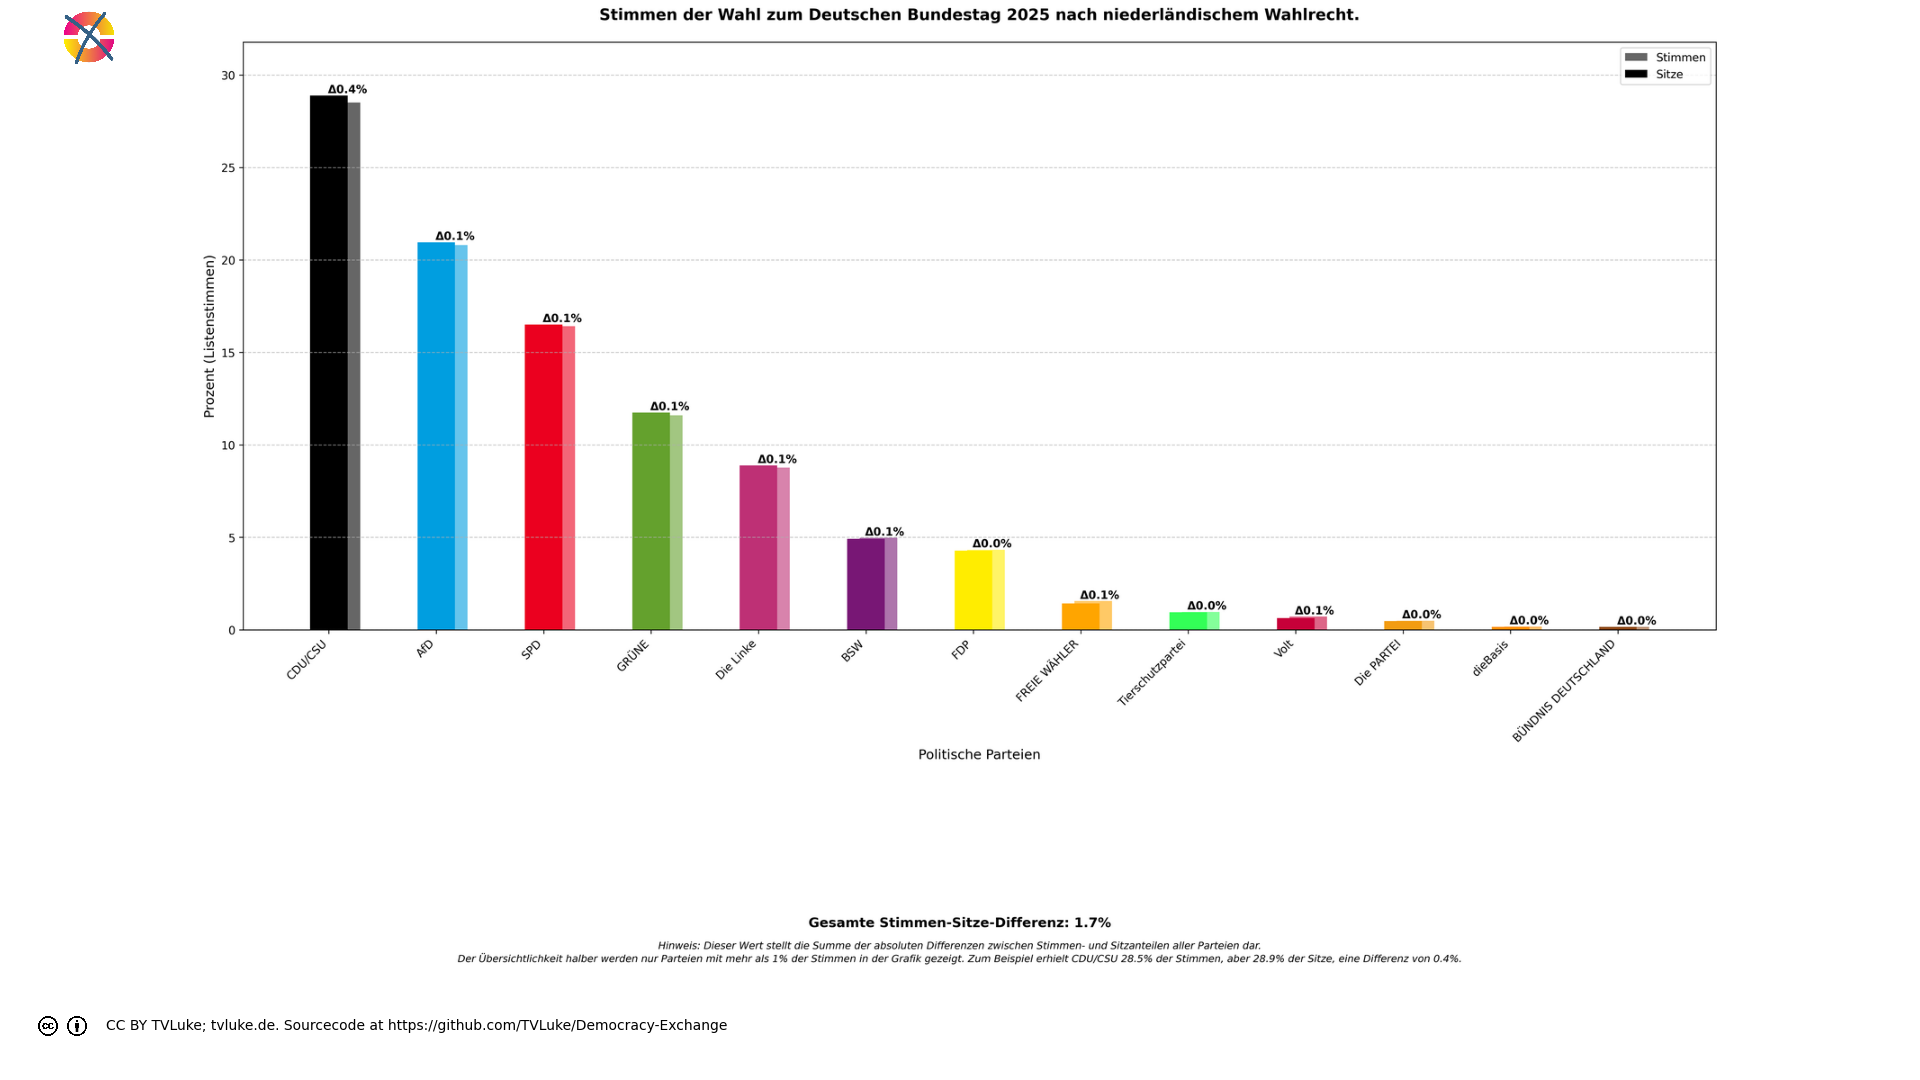 Stimmen der Wahl zum Deutschen Bundestag 2025 nach niederländischem Wahlrecht.
Stimmen
Sitze
Prozent (Listenstimmen)
30
25
20
15
10
5
0
Δ0.4%
Δ0.1%
Δ0.1%
Δ0.1%
Δ0.1%
Δ0.1%
Δ0.0%
Δ0.1%
Δ0.0%
Δ0.1%
Δ0.0%
Δ0.0%
Δ0.0%
CDU/CSU
AfD
SPD
GRÜNE
Die Linke
BSW
FDP
FREIE WÄHLER
Tierschutzpartei
Volt
Die PARTEI
dieBasis
BÜNDNIS DEUTSCHLAND
Politische Parteien
Gesamte Stimmen-Sitze-Differenz: 1.7%
Hinweis: Dieser Wert stellt die Summe der absoluten Differenzen zwischen Stimmen- und Sitzanteilen aller Parteien dar.
Der Übersichtlichkeit halber werden nur Parteien mit mehr als 1% der Stimmen in der Grafik gezeigt. Zum Beispiel erhielt CDU/CSU 28.5% der Stimmen, aber 28.9% der Sitze, eine Differenz von 0.4%.
cc CC BY TVLuke; tvluke.de. Sourcecode at https://github.com/TVLuke/Democracy-Exchange